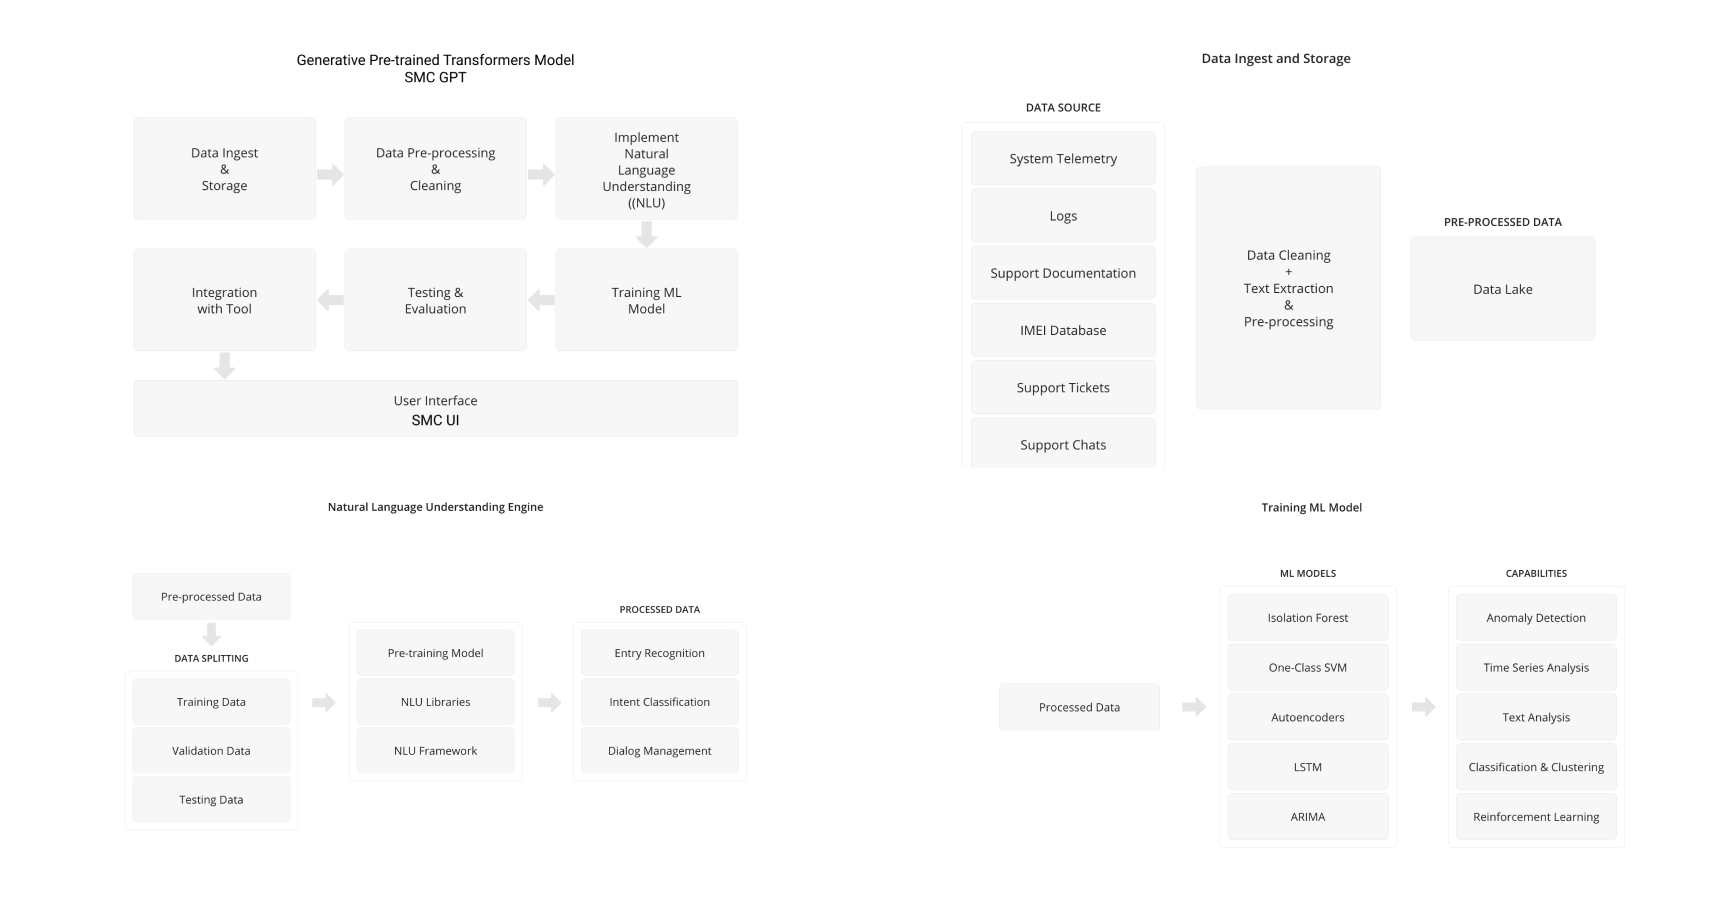 Generative Pre-trained Transformers Model
SMC GPT
Data Ingest
&
Storage
Data Pre-processing
&
Cleaning
Implement
Natural
Language
Understanding
((NLU)
Integration
with Tool
Testing &
Evaluation
Training ML
Model
User Interface
SMC UI
Data Ingest and Storage
DATA SOURCE
System Telemetry
Logs
Support Documentation
IMEI Database
Support Tickets
Support Chats
Data Cleaning
+
Text Extraction
&
Pre-processing
PRE-PROCESSED DATA
Data Lake
Natural Language Understanding Engine
Pre-processed Data
DATA SPLITTING
Training Data
Validation Data
Testing Data
Pre-training Model
NLU Libraries
NLU Framework
PROCESSED DATA
Entry Recognition
Intent Classification
Dialog Management
Training ML Model
Processed Data
ML MODELS
Isolation Forest
One-Class SVM
Autoencoders
LSTM
ARIMA
CAPABILITIES
Anomaly Detection
Time Series Analysis
Text Analysis
Classification & Clustering
Reinforcement Learning